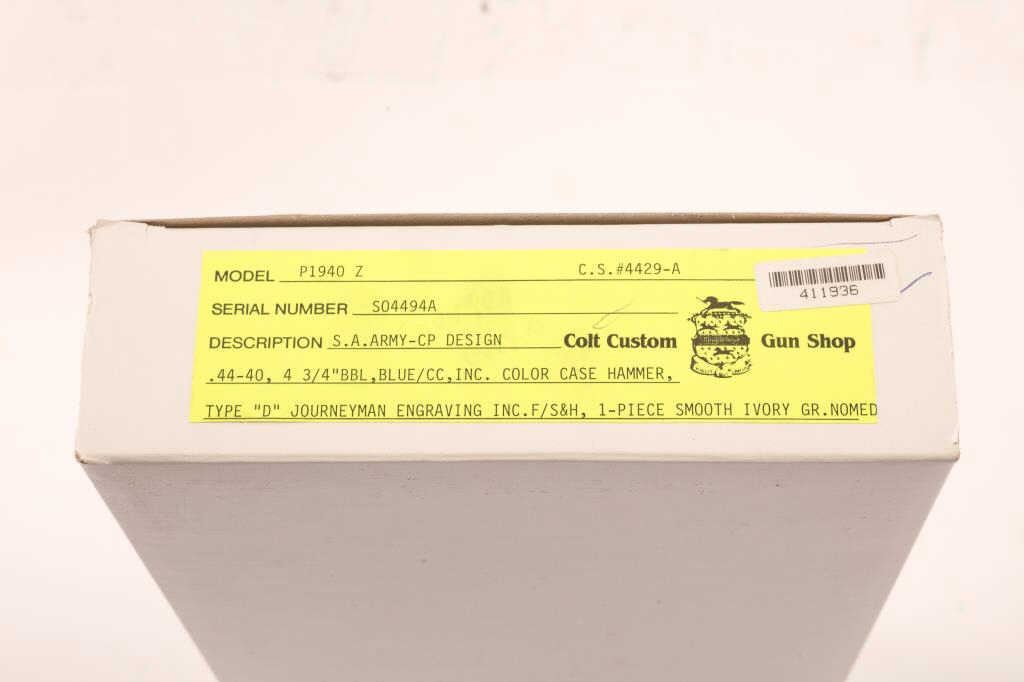 MODEL P1940 Z C.S.#4429-A
411936
SERIAL NUMBER SO4494A
DESCRIPTION S.A.ARMY-CP DESIGN Colt Custom Gun Shop
.44-40, 4 3/4"BBL,BLUE/CC,INC. COLOR CASE HAMMER,
TYPE "D" JOURNEYMAN ENGRAVING INC.F/S&H, 1-PIECE SMOOTH IVORY GR.NOMED